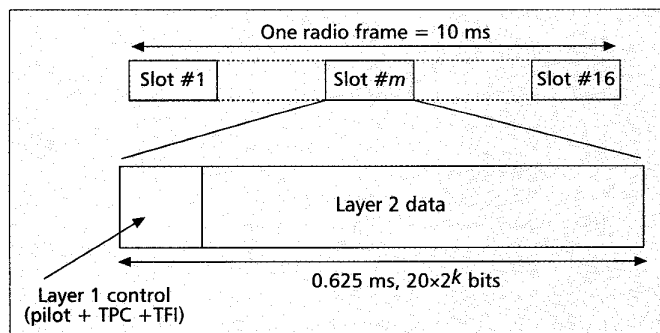 One radio frame = 10 ms
Slot #1
Slot #m
Slot #16
Layer 2 data
0.625 ms, 20×2^k bits
Layer 1 control
(pilot + TPC +TFI)